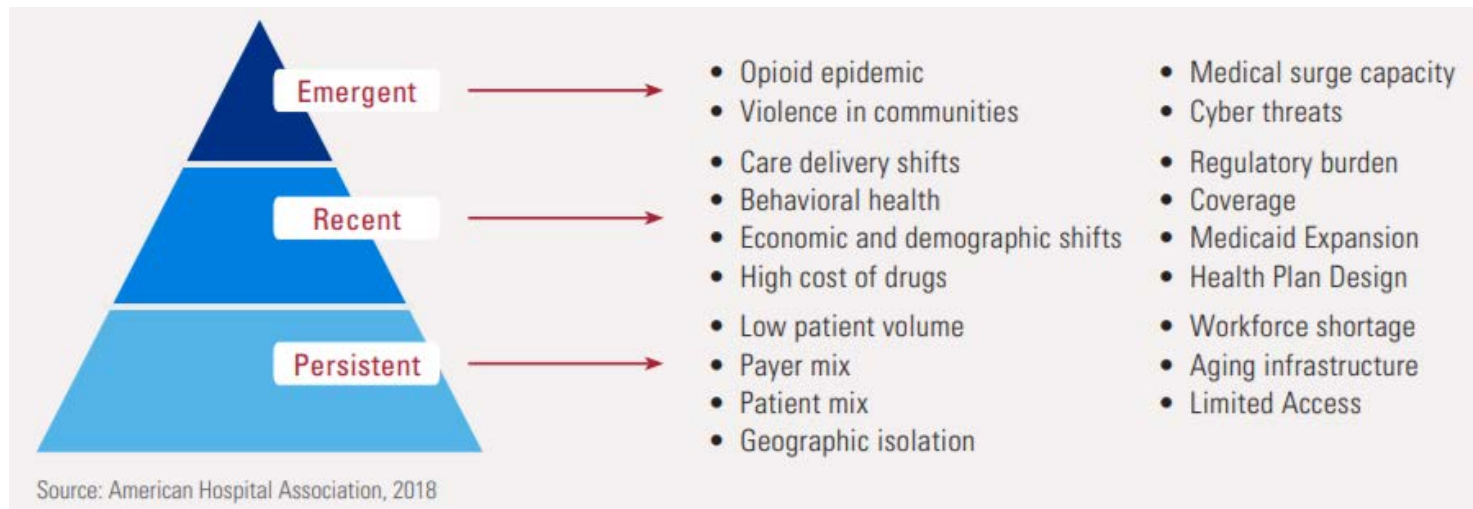 Emergent
• Opioid epidemic
• Violence in communities
• Medical surge capacity
• Cyber threats
Recent
• Care delivery shifts
• Behavioral health
• Economic and demographic shifts
• High cost of drugs
• Regulatory burden
• Coverage
• Medicaid Expansion
• Health Plan Design
Persistent
• Low patient volume
• Payer mix
• Patient mix
• Geographic isolation
• Workforce shortage
• Aging infrastructure
• Limited Access
Source: American Hospital Association, 2018